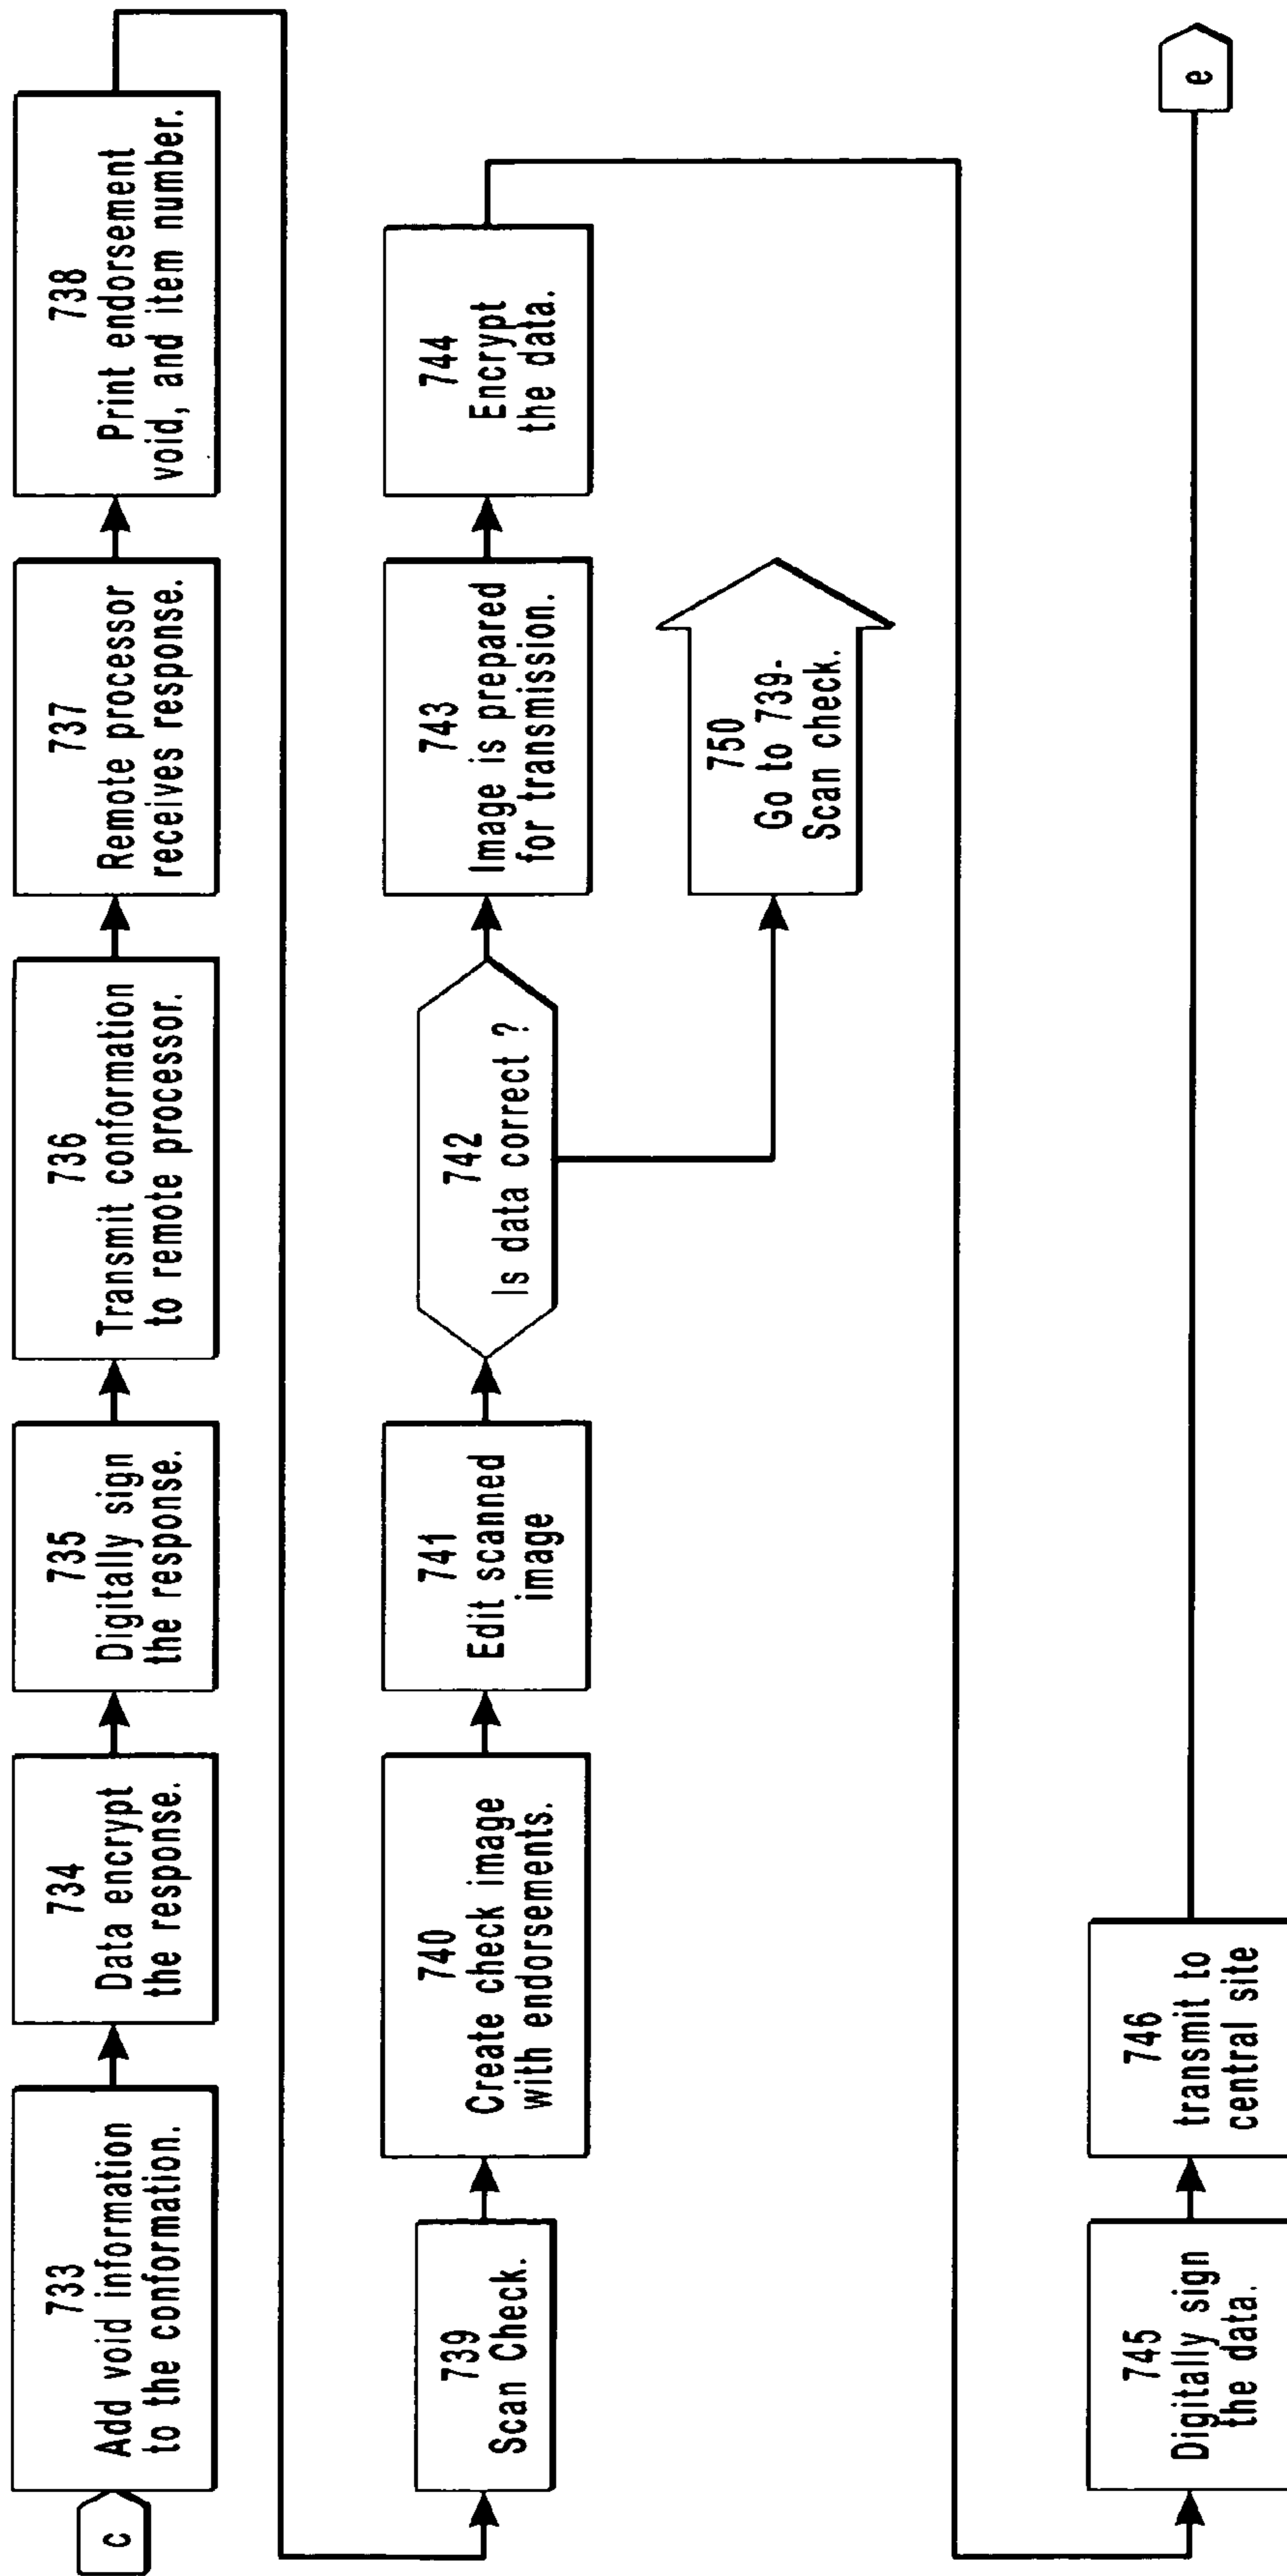 c
733
Add void information
to the conformation.
734
Data encrypt
the response.
735
Digitally sign
the response.
736
Transmit conformation
to remote processor.
737
Remote processor
receives response.
738
Print endorsement
void, and item number.
739
Scan Check.
740
Create check image
with endorsements.
741
Edit scanned
image
742
Is data correct ?
743
Image is prepared
for transmission.
744
Encrypt
the data.
750
Go to 739-
Scan check.
745
Digitally sign
the data.
746
transmit to
central site
e